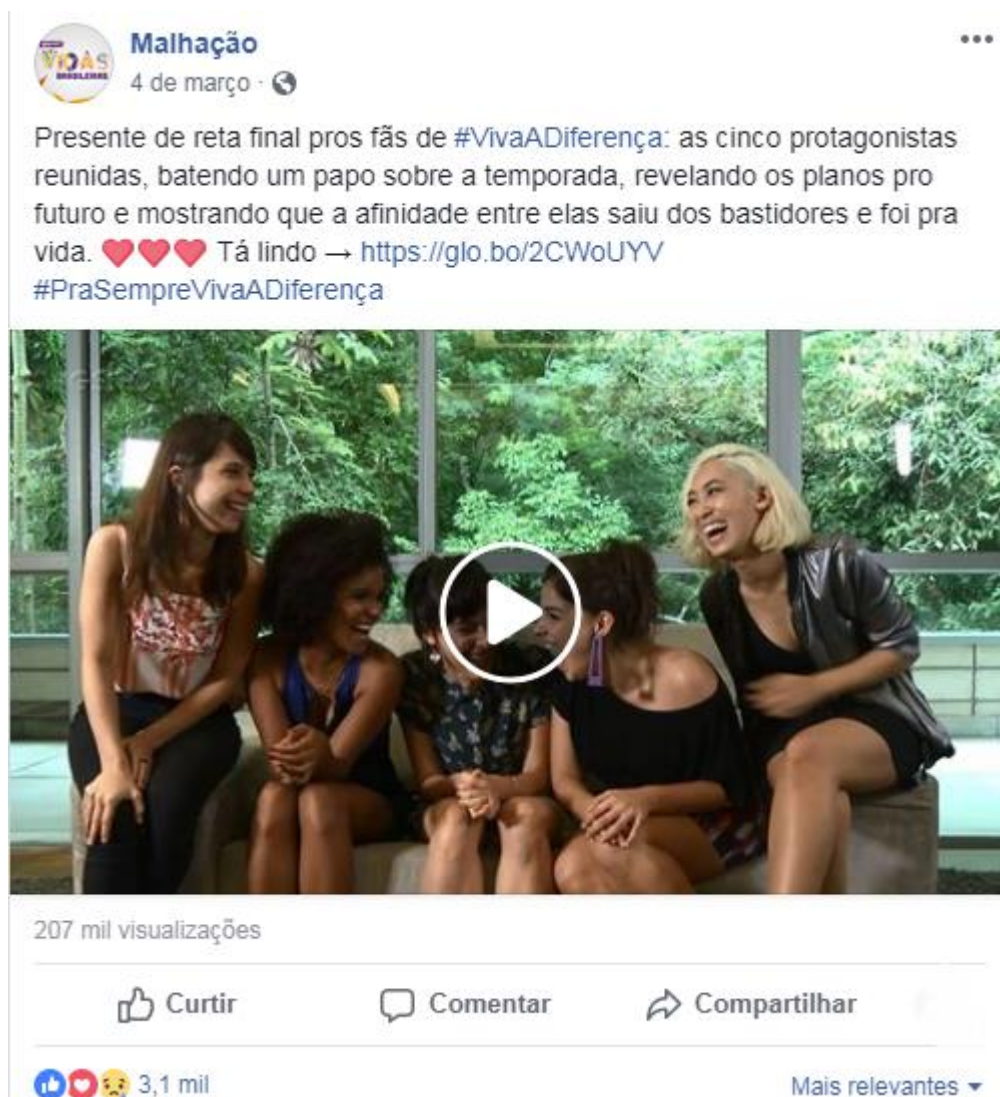 VIDAS
BRASILEIRAS
Malhação
4 de março ·
Presente de reta final pros fãs de #VivaADiferença: as cinco protagonistas
reunidas, batendo um papo sobre a temporada, revelando os planos pro
futuro e mostrando que a afinidade entre elas saiu dos bastidores e foi pra
vida. ❤❤❤ Tá lindo → https://glo.bo/2CWoUYV
#PraSempreVivaADiferença
207 mil visualizações
Curtir Comentar Compartilhar
3,1 mil Mais relevantes